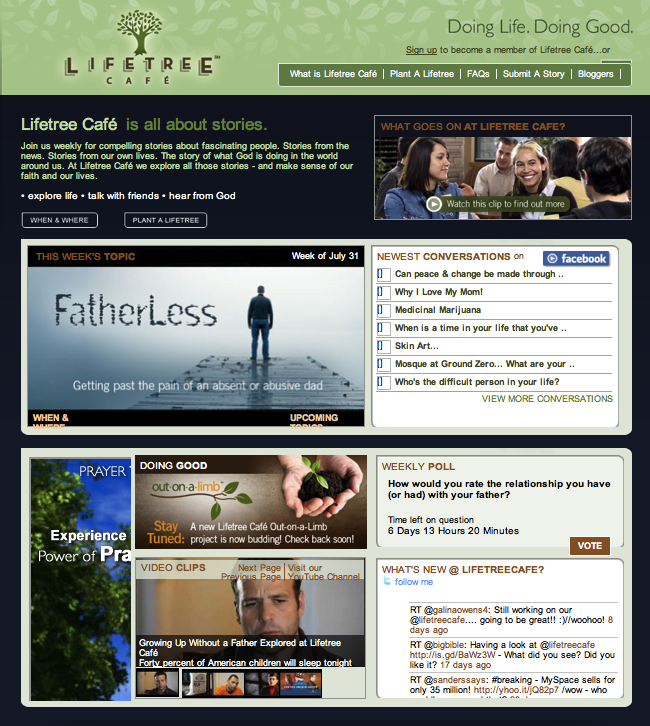 Doing Life. Doing Good.
LIFETREE
CAFÉ
Sign up to become a member of Lifetree Café...or
What is Lifetree Café | Plant A Lifetree | FAQs | Submit A Story | Bloggers |
Lifetree Café is all about stories.
Join us weekly for compelling stories about fascinating people. Stories from the
news. Stories from our own lives. The story of what God is doing in the world
around us. At Lifetree Café we explore all those stories - and make sense of our
faith and our lives.
• explore life • talk with friends • hear from God
WHEN & WHERE
PLANT A LIFETREE
WHAT GOES ON AT LIFETREE CAFE?
Watch this clip to find out more
THIS WEEK'S TOPIC
Week of July 31
FatherLess
Getting past the pain of an absent or abusive dad
WHEN &
WHERE
UPCOMING
TOPICS
NEWEST CONVERSATIONS on
facebook
Can peace & change be made through ..
Why I Love My Mom!
Medicinal Marijuana
When is a time in your life that you've ..
Skin Art...
Mosque at Ground Zero... What are your ..
Who's the difficult person in your life?
VIEW MORE CONVERSATIONS
PRAYER
Experience
Power of Pra
DOING GOOD
out-on-a-limb
Stay
Tuned:
A new Lifetree Café Out-on-a-Limb
project is now budding! Check back soon!
VIDEO CLIPS
Next Page
Previous Page
Visit our
YouTube Channel
Growing Up Without a Father Explored at Lifetree
Café
Forty percent of American children will sleep tonight
WEEKLY POLL
How would you rate the relationship you have
(or had) with your father?
Time left on question
6 Days 13 Hours 20 Minutes
VOTE
WHAT'S NEW @ LIFETREECAFE?
follow me
RT @galinaowens4: Still working on our
@lifetreecafe.... going to be great!! :)//woohoo! 8
days ago
RT @bigbible: Having a look at @lifetreecafe
http://is.gd/BaWz3W - What did you see? Did you
like it? 17 days ago
RT @sanderssays: #breaking - MySpace sells for
only 35 million! http://yhoo.it/jQ82p7 /wow - who